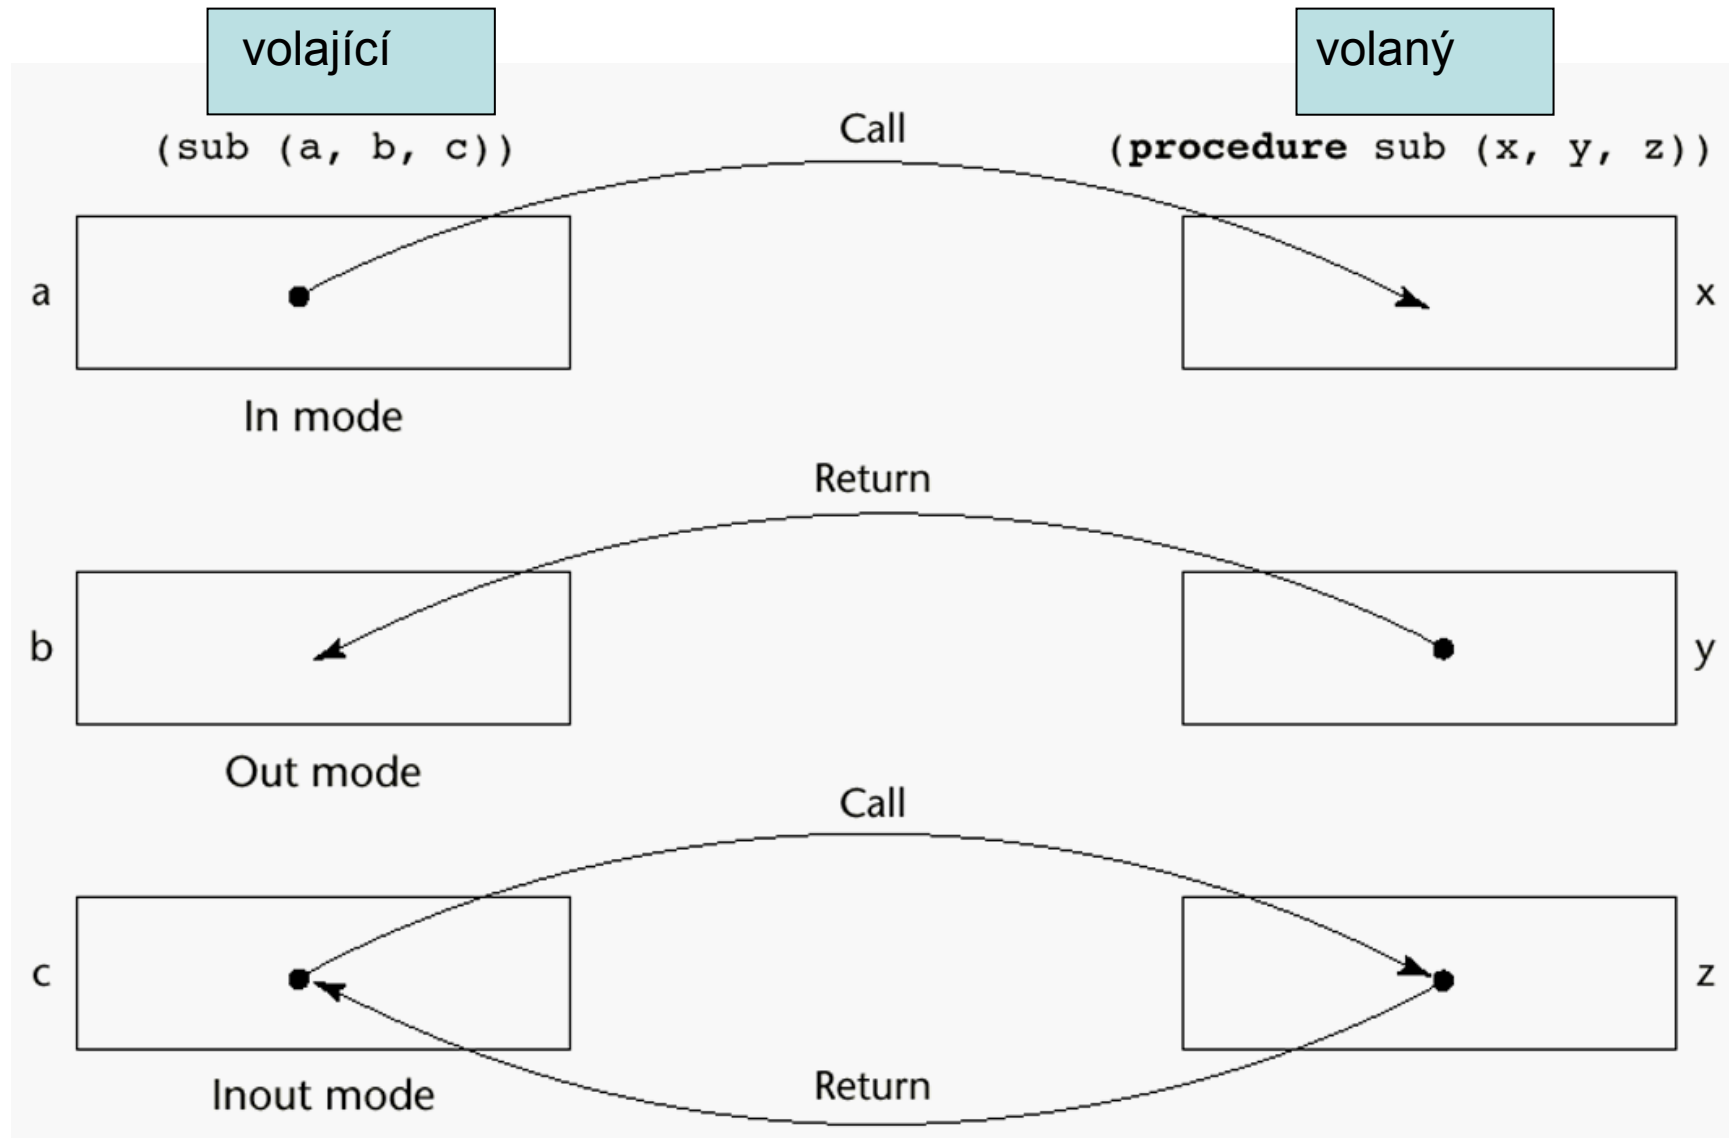 volající
volaný
(sub (a, b, c))
Call
(procedure sub (x, y, z))
a
x
In mode
Return
b
y
Out mode
Call
c
z
Inout mode
Return